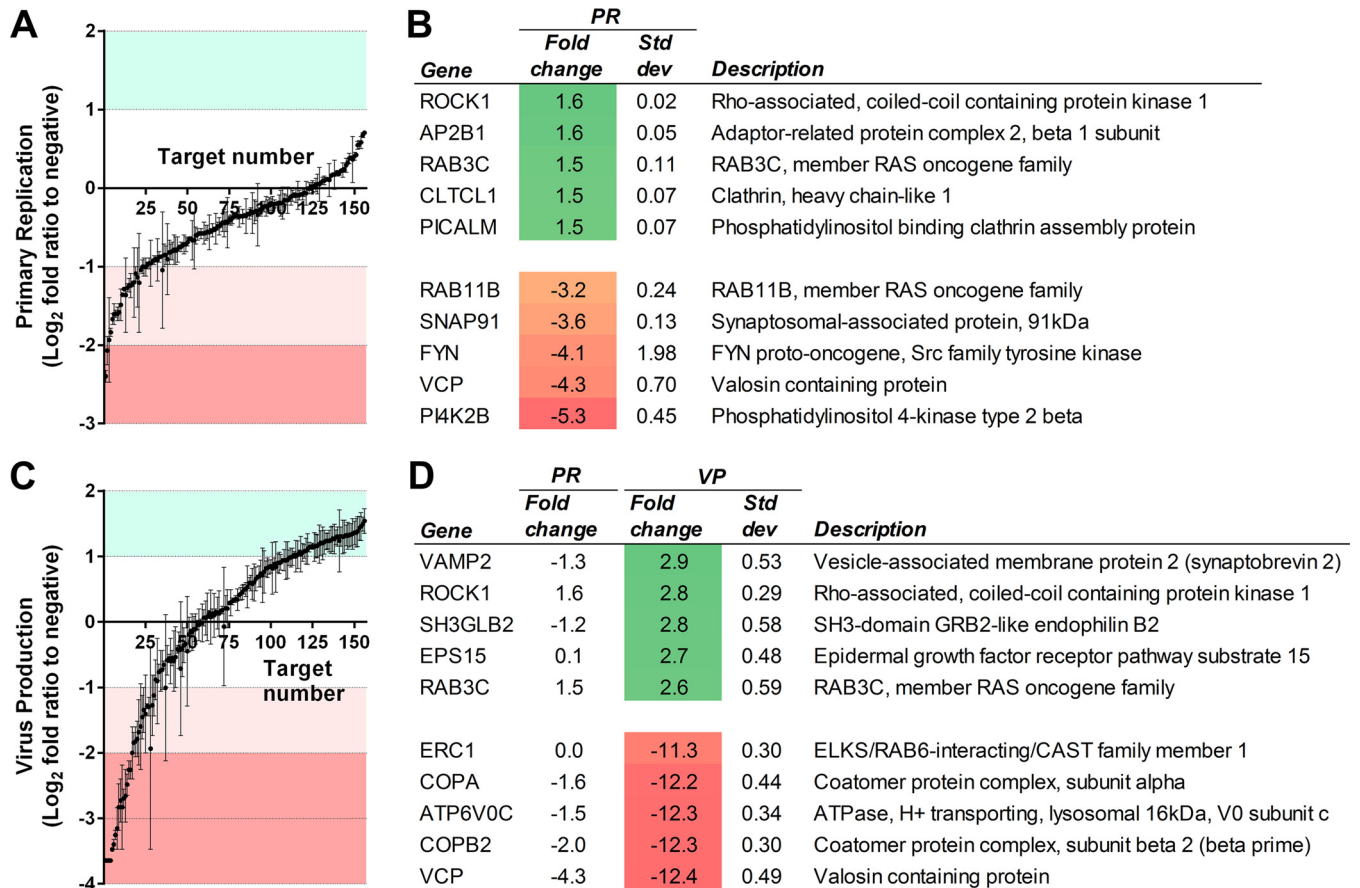 A
Primary Replication
(Log2 fold ratio to negative)
2
1
0
-1
-2
-3
Target number
25 50 75 100 125 150
B
PR
Gene Fold change Std dev Description
ROCK1 1.6 0.02 Rho-associated, coiled-coil containing protein kinase 1
AP2B1 1.6 0.05 Adaptor-related protein complex 2, beta 1 subunit
RAB3C 1.5 0.11 RAB3C, member RAS oncogene family
CLTCL1 1.5 0.07 Clathrin, heavy chain-like 1
PICALM 1.5 0.07 Phosphatidylinositol binding clathrin assembly protein
RAB11B -3.2 0.24 RAB11B, member RAS oncogene family
SNAP91 -3.6 0.13 Synaptosomal-associated protein, 91kDa
FYN -4.1 1.98 FYN proto-oncogene, Src family tyrosine kinase
VCP -4.3 0.70 Valosin containing protein
PI4K2B -5.3 0.45 Phosphatidylinositol 4-kinase type 2 beta
C
Virus Production
(Log2 fold ratio to negative)
2
1
0
-1
-2
-3
-4
25 50 75 100 125 150
Target
number
D
PR VP
Gene Fold change Fold change Std dev Description
VAMP2 -1.3 2.9 0.53 Vesicle-associated membrane protein 2 (synaptobrevin 2)
ROCK1 1.6 2.8 0.29 Rho-associated, coiled-coil containing protein kinase 1
SH3GLB2 -1.2 2.8 0.58 SH3-domain GRB2-like endophilin B2
EPS15 0.1 2.7 0.48 Epidermal growth factor receptor pathway substrate 15
RAB3C 1.5 2.6 0.59 RAB3C, member RAS oncogene family
ERC1 0.0 -11.3 0.30 ELKS/RAB6-interacting/CAST family member 1
COPA -1.6 -12.2 0.44 Coatomer protein complex, subunit alpha
ATP6V0C -1.5 -12.3 0.34 ATPase, H+ transporting, lysosomal 16kDa, V0 subunit c
COPB2 -2.0 -12.3 0.30 Coatomer protein complex, subunit beta 2 (beta prime)
VCP -4.3 -12.4 0.49 Valosin containing protein